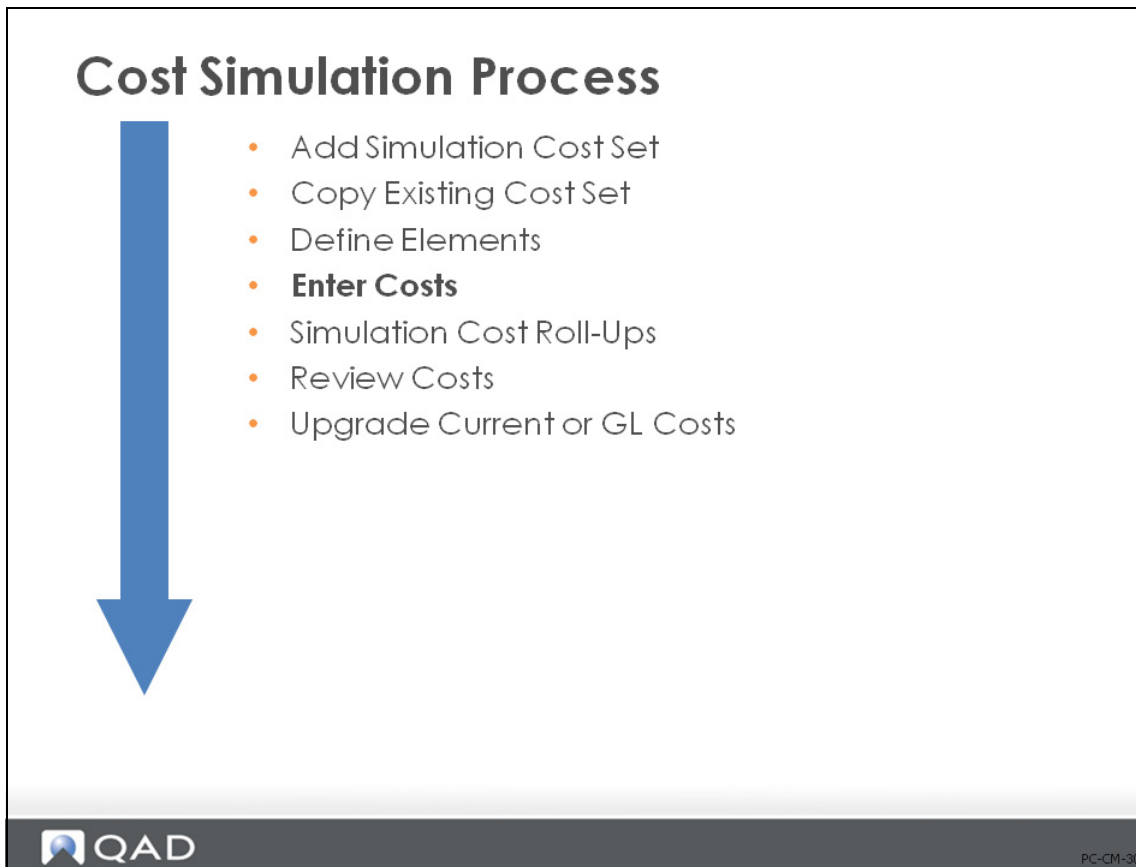 Cost Simulation Process
• Add Simulation Cost Set
• Copy Existing Cost Set
• Define Elements
• Enter Costs
• Simulation Cost Roll-Ups
• Review Costs
• Upgrade Current or GL Costs
QAD